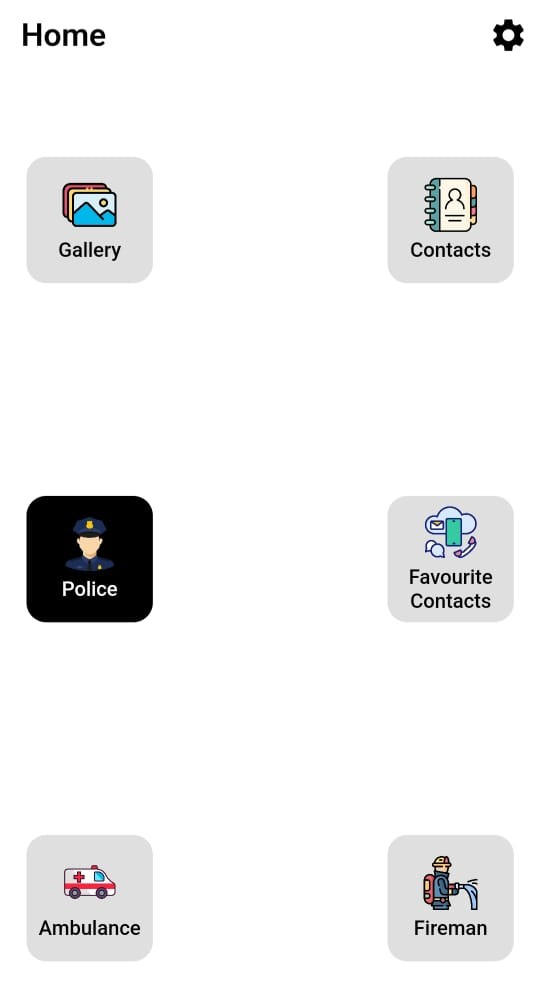 Home
Gallery
Contacts
Police
Favourite
Contacts
Ambulance
Fireman